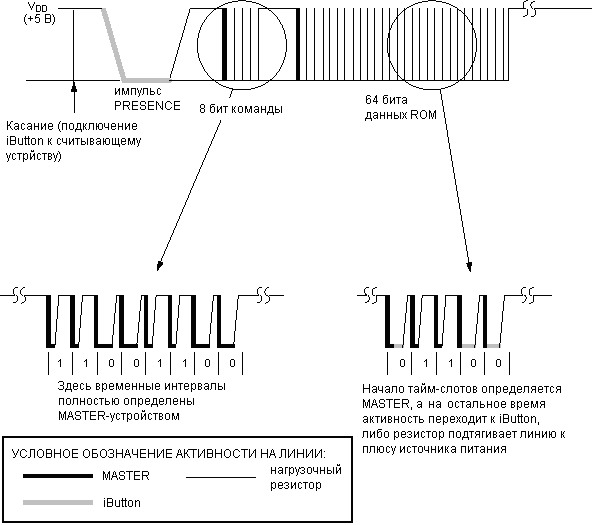 VDD
(+5 В)
импульс
PRESENCE
8 бит команды
64 бита
данных ROM
Касание (подключение
iButton к считывающему
устрйству)
1 1 0 0 1 1 0 0
0 1 1 0 0
Здесь временные интервалы
полностью определены
MASTER-устройством
Начало тайм-слотов определяется
MASTER, а на остальное время
активность переходит к iButton,
либо резистор подтягивает линию к
плюсу источника питания
УСЛОВНОЕ ОБОЗНАЧЕНИЕ АКТИВНОСТИ НА ЛИНИИ:
MASTER
нагрузочный
резистор
iButton